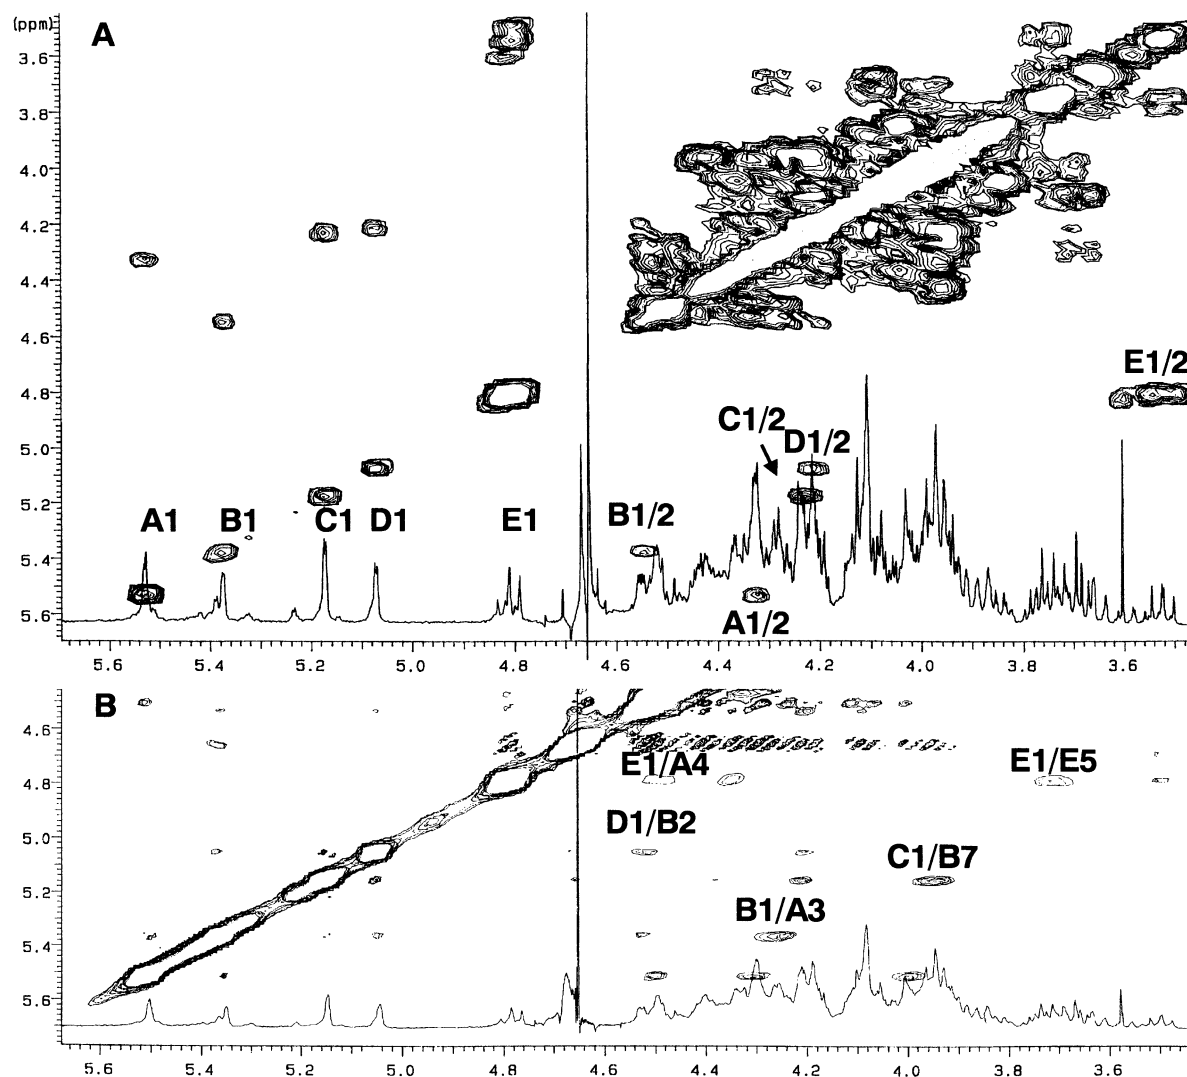 (ppm)
A
3.6
3.8
4.0
4.2
4.4
4.6
4.8
E1/2
C1/2
D1/2
5.0
5.2
A1 B1 C1 D1 E1 B1/2
5.4
5.6
A1/2
5.6 5.4 5.2 5.0 4.8 4.6 4.4 4.2 4.0 3.8 3.6
B
4.6
E1/A4 E1/E5
4.8
D1/B2
5.0
C1/B7
5.2
B1/A3
5.4
5.6
5.6 5.4 5.2 5.0 4.8 4.6 4.4 4.2 4.0 3.8 3.6